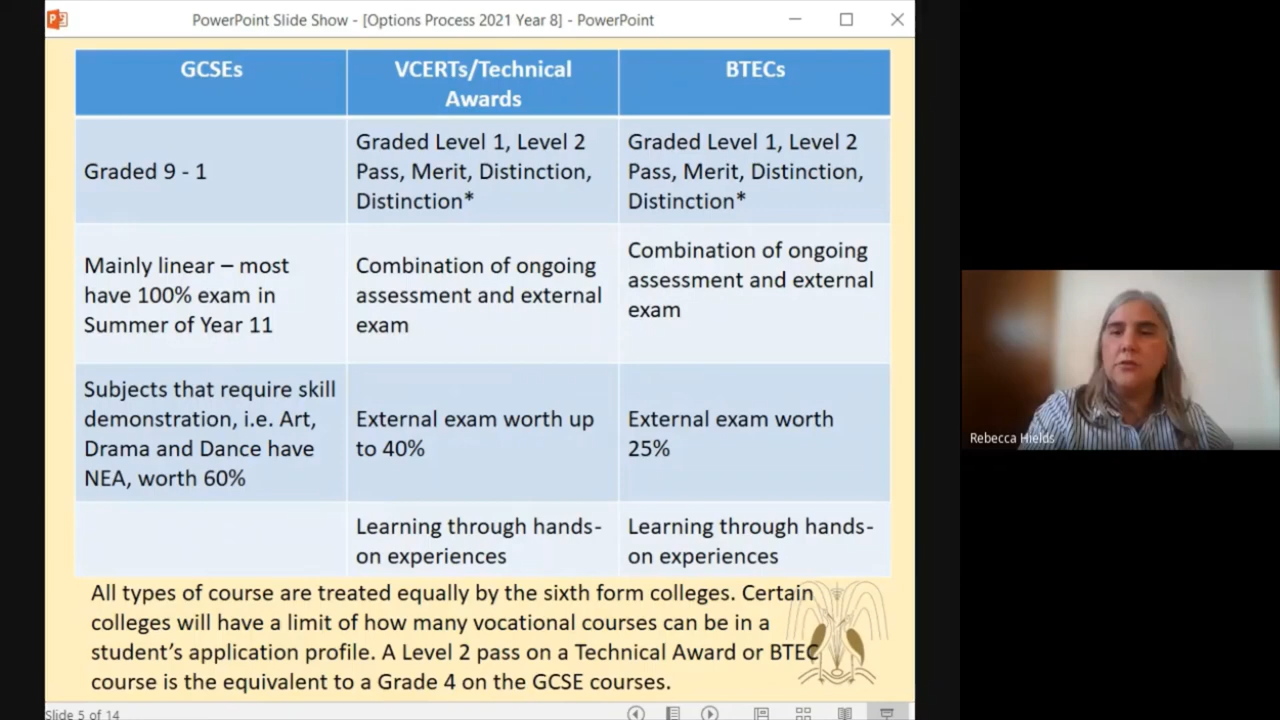 PowerPoint Slide Show - [Options Process 2021 Year 8] - PowerPoint
GCSEs
VCERTs/Technical
Awards
BTECs
Graded 9 - 1
Graded Level 1, Level 2
Pass, Merit, Distinction,
Distinction*
Graded Level 1, Level 2
Pass, Merit, Distinction,
Distinction*
Mainly linear – most
have 100% exam in
Summer of Year 11
Combination of ongoing
assessment and external
exam
Combination of ongoing
assessment and external
exam
Subjects that require skill
demonstration, i.e. Art,
Drama and Dance have
NEA, worth 60%
External exam worth up
to 40%
External exam worth
25%
Learning through hands-
on experiences
Learning through hands-
on experiences
All types of course are treated equally by the sixth form colleges. Certain
colleges will have a limit of how many vocational courses can be in a
student's application profile. A Level 2 pass on a Technical Award or BTEC
course is the equivalent to a Grade 4 on the GCSE courses.
Slide 5 of 14
Rebecca Hields